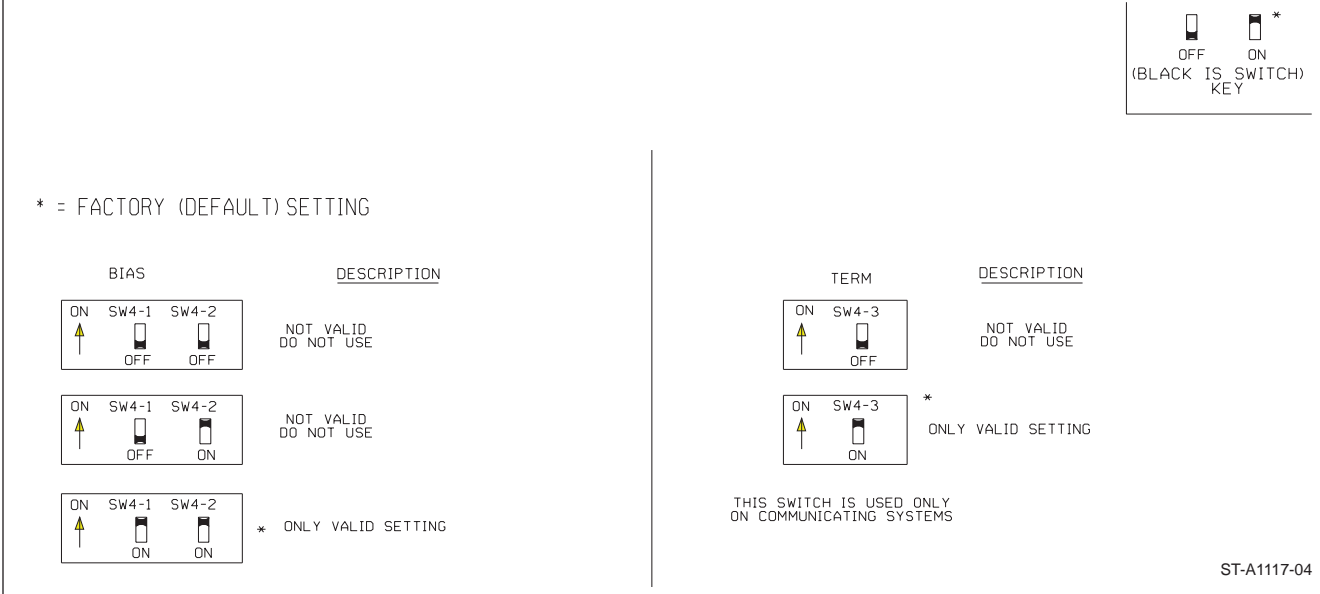 *
OFF ON
(BLACK IS SWITCH)
KEY
* = FACTORY (DEFAULT) SETTING
BIAS DESCRIPTION
ON SW4-1 SW4-2
OFF OFF
NOT VALID
DO NOT USE
ON SW4-1 SW4-2
OFF ON
NOT VALID
DO NOT USE
ON SW4-1 SW4-2
ON ON
* ONLY VALID SETTING
TERM DESCRIPTION
ON SW4-3
OFF
NOT VALID
DO NOT USE
ON SW4-3
ON
*
ONLY VALID SETTING
THIS SWITCH IS USED ONLY
ON COMMUNICATING SYSTEMS
ST-A1117-04